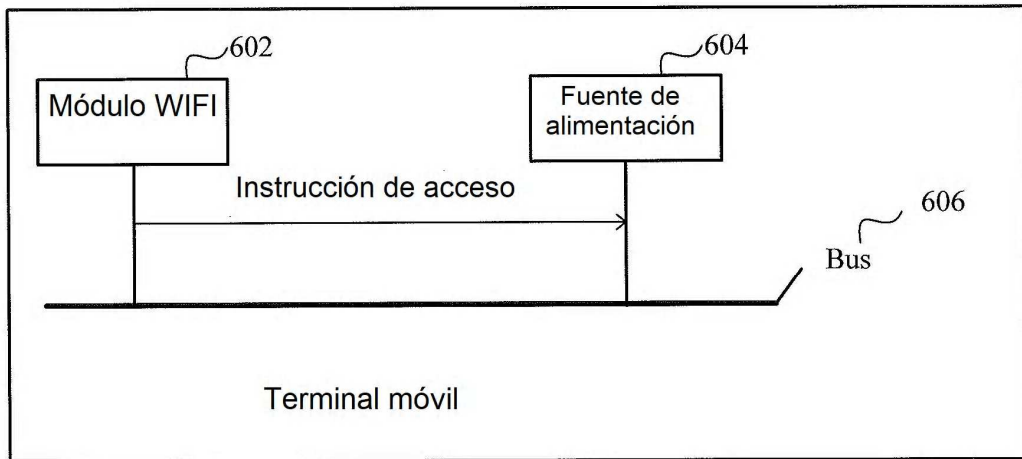 602
604
Módulo WIFI
Fuente de
alimentación
Instrucción de acceso
606
Bus
Terminal móvil